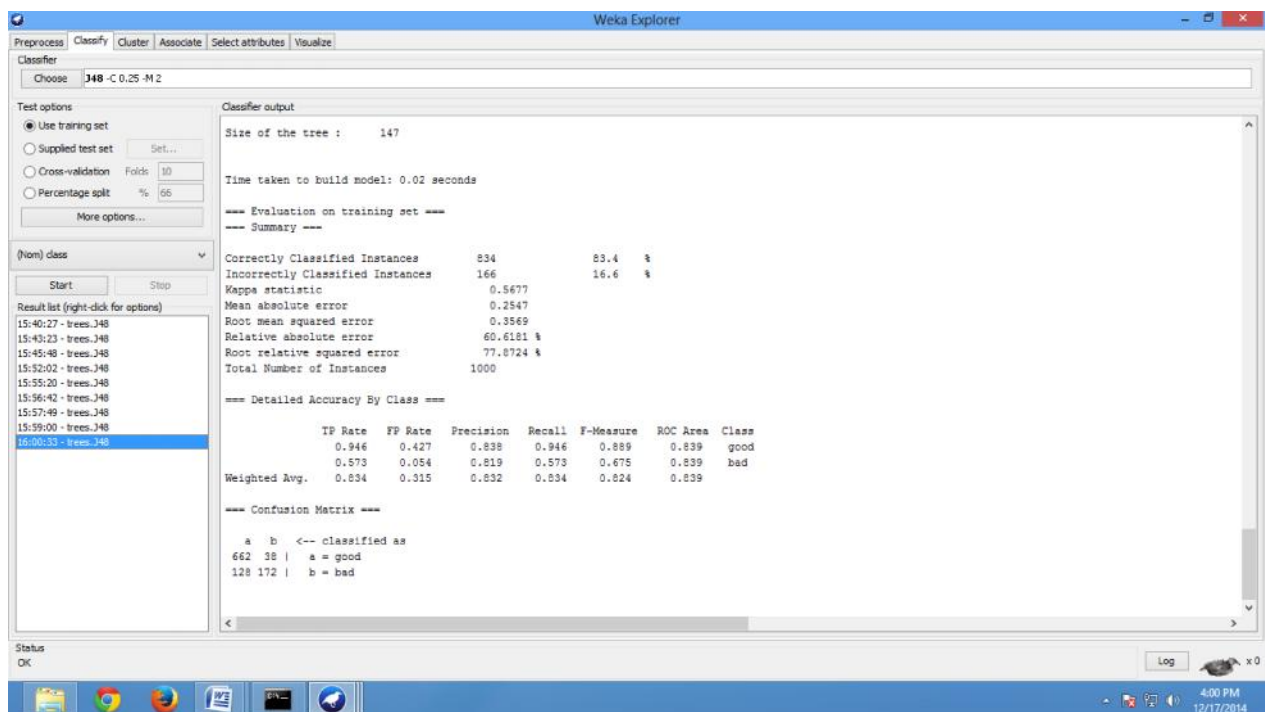 Weka Explorer
Preprocess Classify Cluster Associate Select attributes Visualize
Classifier
Choose J48 -C 0.25 -M 2
Test options
Use training set
Supplied test set Set...
Cross-validation Folds 10
Percentage split % 66
More options...
(Nom) class
Start Stop
Result list (right-click for options)
15:40:27 - trees.J48
15:43:23 - trees.J48
15:45:48 - trees.J48
15:52:02 - trees.J48
15:55:20 - trees.J48
15:56:42 - trees.J48
15:57:49 - trees.J48
15:59:00 - trees.J48
16:00:33 - trees.J48
Classifier output
Size of the tree : 147
Time taken to build model: 0.02 seconds
=== Evaluation on training set ===
=== Summary ===
Correctly Classified Instances 834 83.4 %
Incorrectly Classified Instances 166 16.6 %
Kappa statistic 0.5677
Mean absolute error 0.2547
Root mean squared error 0.3569
Relative absolute error 60.6181 %
Root relative squared error 77.8724 %
Total Number of Instances 1000
=== Detailed Accuracy By Class ===
TP Rate FP Rate Precision Recall F-Measure ROC Area Class
0.946 0.427 0.838 0.946 0.889 0.839 good
0.573 0.054 0.819 0.573 0.675 0.839 bad
Weighted Avg. 0.834 0.315 0.832 0.834 0.824 0.839
=== Confusion Matrix ===
a b <-- classified as
662 38 | a = good
128 172 | b = bad
Status
OK
Log x 0
4:00 PM
12/17/2014